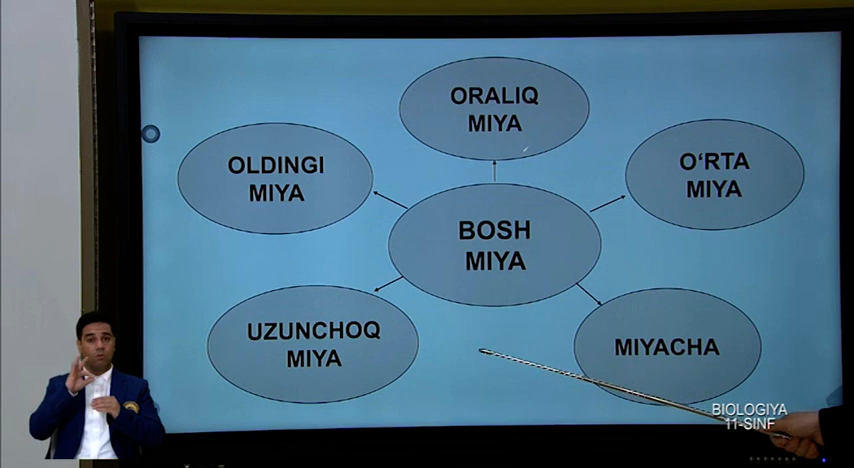 ORALIQ
MIYA
OLDINGI
MIYA
O‘RTA
MIYA
BOSH
MIYA
UZUNCHOQ
MIYA
MIYACHA
BIOLOGIYA
11-SINF